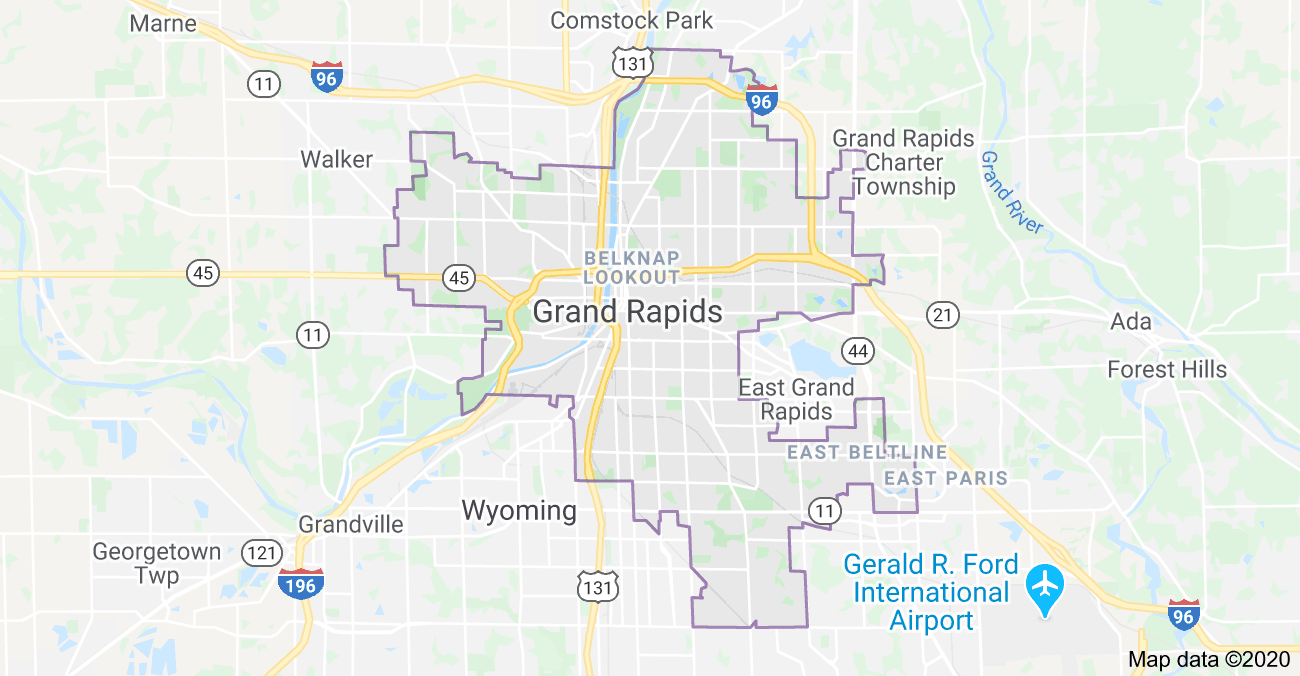 Comstock Park
Marne
131
96
11
96
Grand Rapids
Charter
Township
Walker
Grand River
BELKNAP
LOOKOUT
45
45
Grand Rapids
21
Ada
11
44
Forest Hills
East Grand
Rapids
EAST BELTLINE
EAST PARIS
Wyoming
11
Grandville
Georgetown
Twp
121
Gerald R. Ford
International
Airport
196
131
96
Map data ©2020